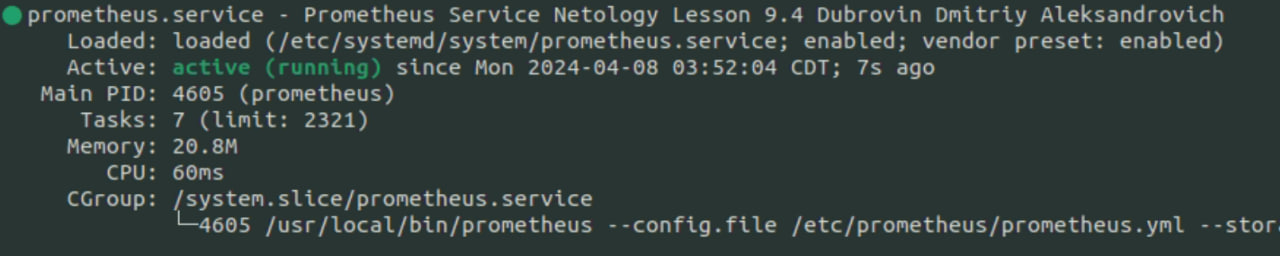 prometheus.service - Prometheus Service Netology Lesson 9.4 Dubrovin Dmitriy Aleksandrovich
Loaded: loaded (/etc/systemd/system/prometheus.service; enabled; vendor preset: enabled)
Active: active (running) since Mon 2024-04-08 03:52:04 CDT; 7s ago
Main PID: 4605 (prometheus)
Tasks: 7 (limit: 2321)
Memory: 20.8M
CPU: 60ms
CGroup: /system.slice/prometheus.service
└─4605 /usr/local/bin/prometheus --config.file /etc/prometheus/prometheus.yml --stor